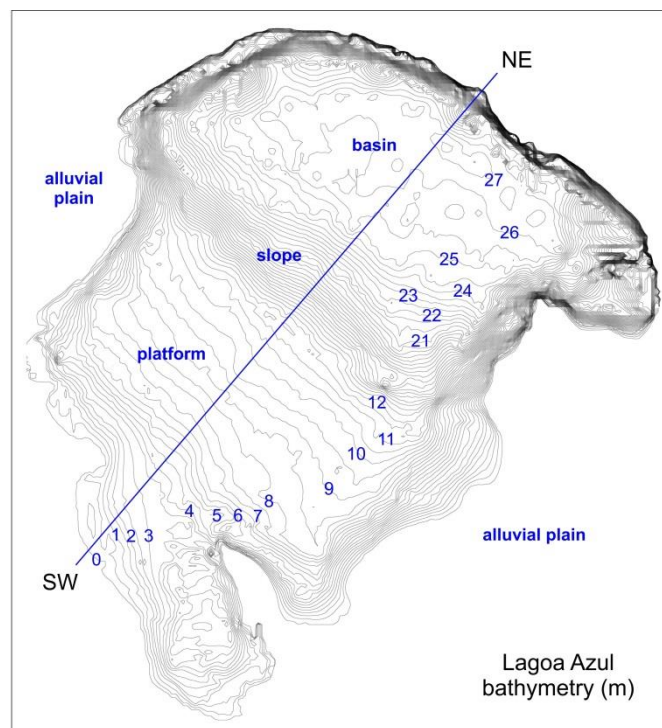 NE
basin
27
alluvial
plain
26
slope
25
24
23
22
21
platform
12
11
10
9
8
4 5 6 7
1 2 3
0
alluvial plain
SW
Lagoa Azul
bathymetry (m)